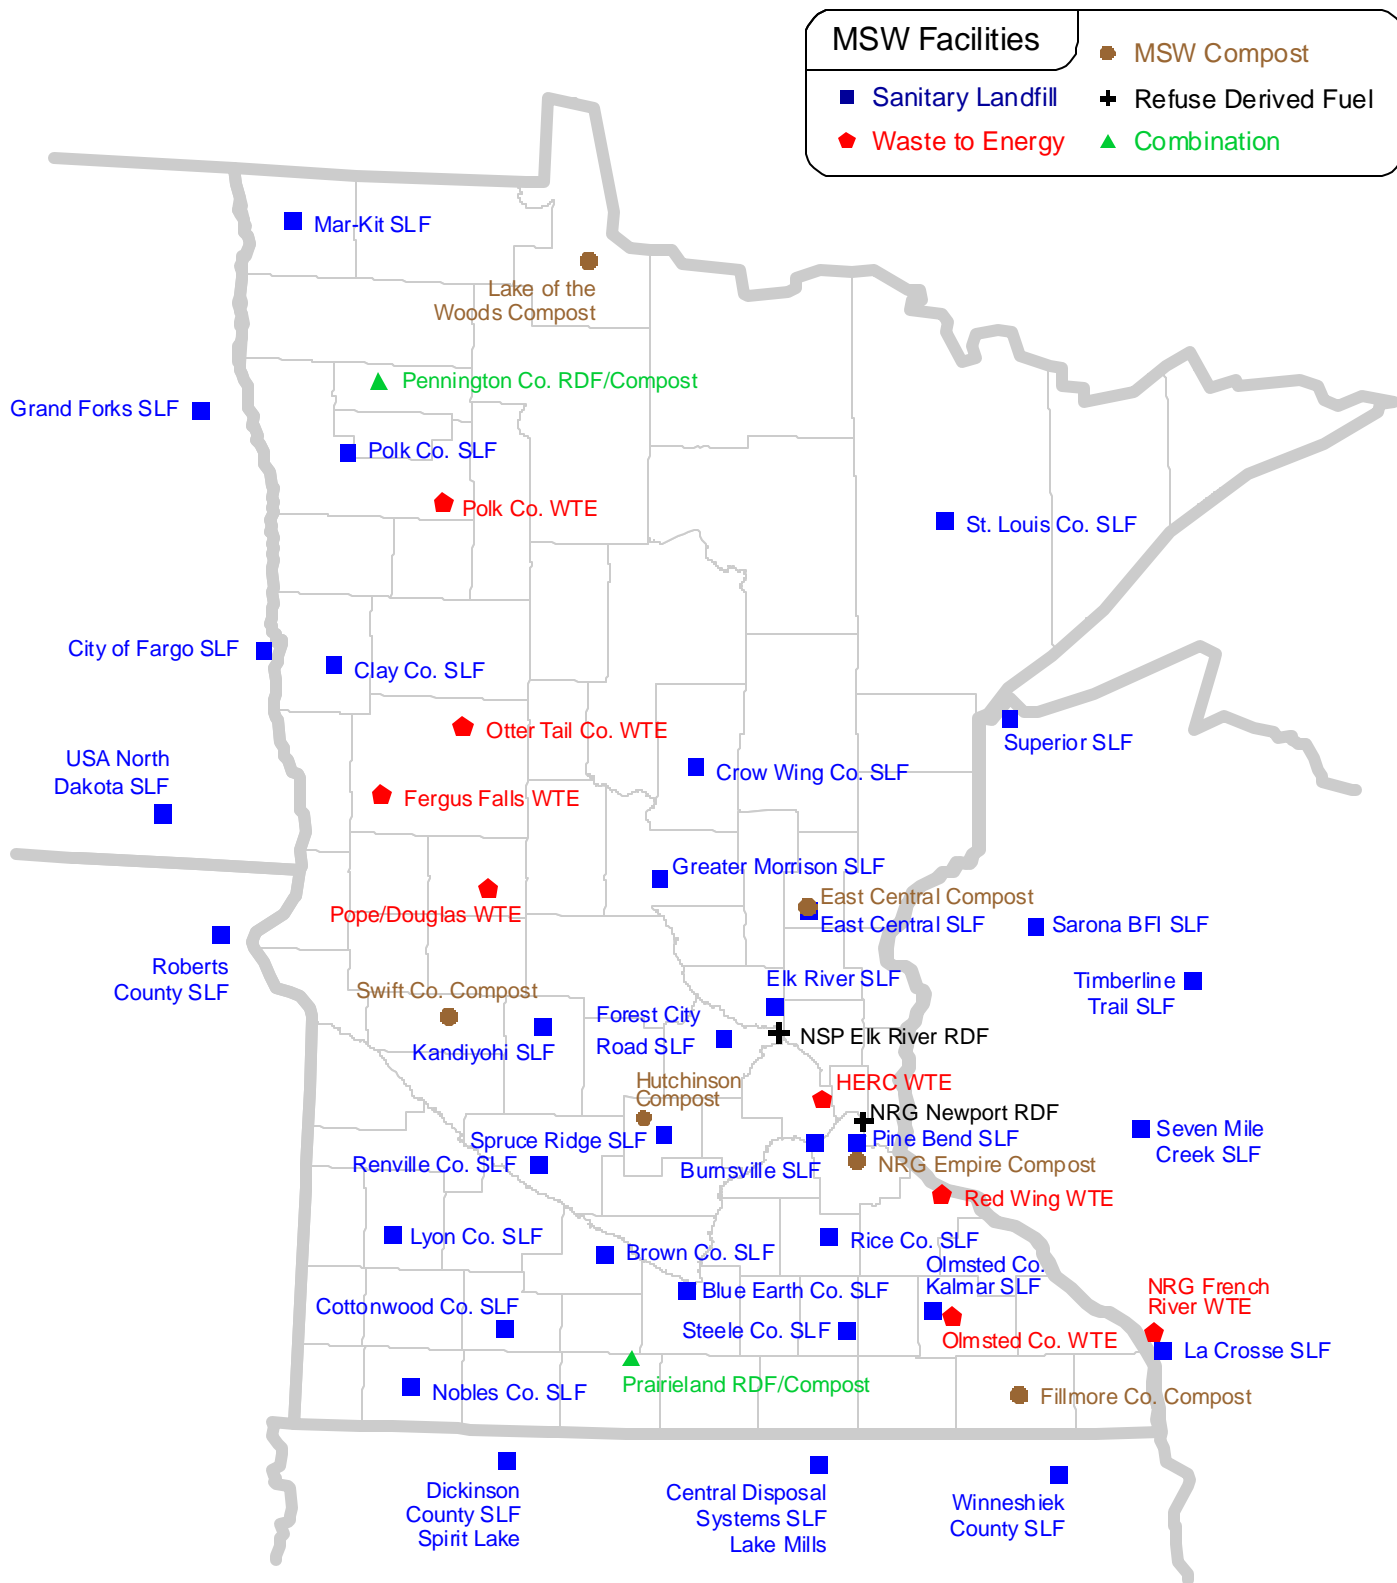 MSW Facilities
MSW Compost
Sanitary Landfill
Refuse Derived Fuel
Waste to Energy
Combination
Mar-Kit SLF
Lake of the
Woods Compost
Pennington Co. RDF/Compost
Grand Forks SLF
Polk Co. SLF
Polk Co. WTE
St. Louis Co. SLF
City of Fargo SLF
Clay Co. SLF
Otter Tail Co. WTE
Superior SLF
USA North
Dakota SLF
Crow Wing Co. SLF
Fergus Falls WTE
Greater Morrison SLF
East Central Compost
Pope/Douglas WTE
East Central SLF
Sarona BFI SLF
Roberts
County SLF
Elk River SLF
Timberline
Trail SLF
Swift Co. Compost
Forest City
Road SLF
NSP Elk River RDF
Kandiyohi SLF
Hutchinson
Compost
HERC WTE
NRG Newport RDF
Spruce Ridge SLF
Pine Bend SLF
Seven Mile
Creek SLF
Renville Co. SLF
Burnsville SLF
NRG Empire Compost
Red Wing WTE
Lyon Co. SLF
Brown Co. SLF
Rice Co. SLF
Olmsted Co.
Kalmar SLF
Blue Earth Co. SLF
NRG French
River WTE
Cottonwood Co. SLF
Steele Co. SLF
Olmsted Co. WTE
La Crosse SLF
Nobles Co. SLF
Prairieland RDF/Compost
Fillmore Co. Compost
Dickinson
County SLF
Spirit Lake
Central Disposal
Systems SLF
Lake Mills
Winneshiek
County SLF